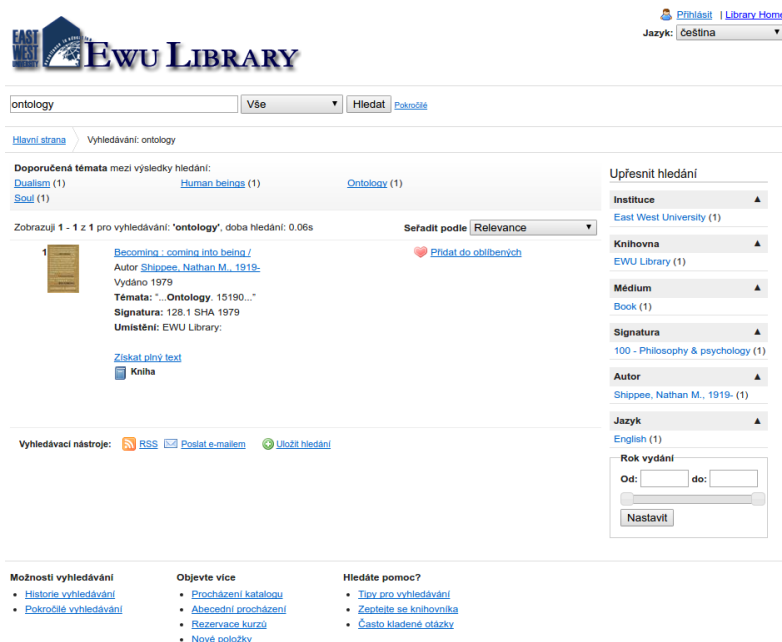 Přihlásit | Library Home
Jazyk: čeština
EAST
WEST
UNIVERSITY
EWU LIBRARY
ontology Vše Hledat Pokročilé
Hlavní strana Vyhledávání: ontology
Doporučená témata mezi výsledky hledání:
Dualism (1) Human beings (1) Ontology (1)
Soul (1)
Zobrazuji 1 - 1 z 1 pro vyhledávání: 'ontology', doba hledání: 0.06s Seřadit podle Relevance
1 Becoming : coming into being / Přidat do oblíbených
Autor Shippee, Nathan M., 1919-
Vydáno 1979
Témata: “...Ontology. 15190...”
Signatura: 128.1 SHA 1979
Umístění: EWU Library:
Získat plný text
Kniha
Vyhledávací nástroje: RSS Poslat e-mailem Uložit hledání
Upřesnit hledání
Instituce
East West University (1)
Knihovna
EWU Library (1)
Médium
Book (1)
Signatura
100 - Philosophy & psychology (1)
Autor
Shippee, Nathan M., 1919- (1)
Jazyk
English (1)
Rok vydání
Od: do:
Nastavit
Možnosti vyhledávání
Historie vyhledávání
Pokročilé vyhledávání
Objevte více
Procházení katalogu
Abecední procházení
Rezervace kurzů
Nové položky
Hledáte pomoc?
Tipy pro vyhledávání
Zeptejte se knihovníka
Často kladené otázky